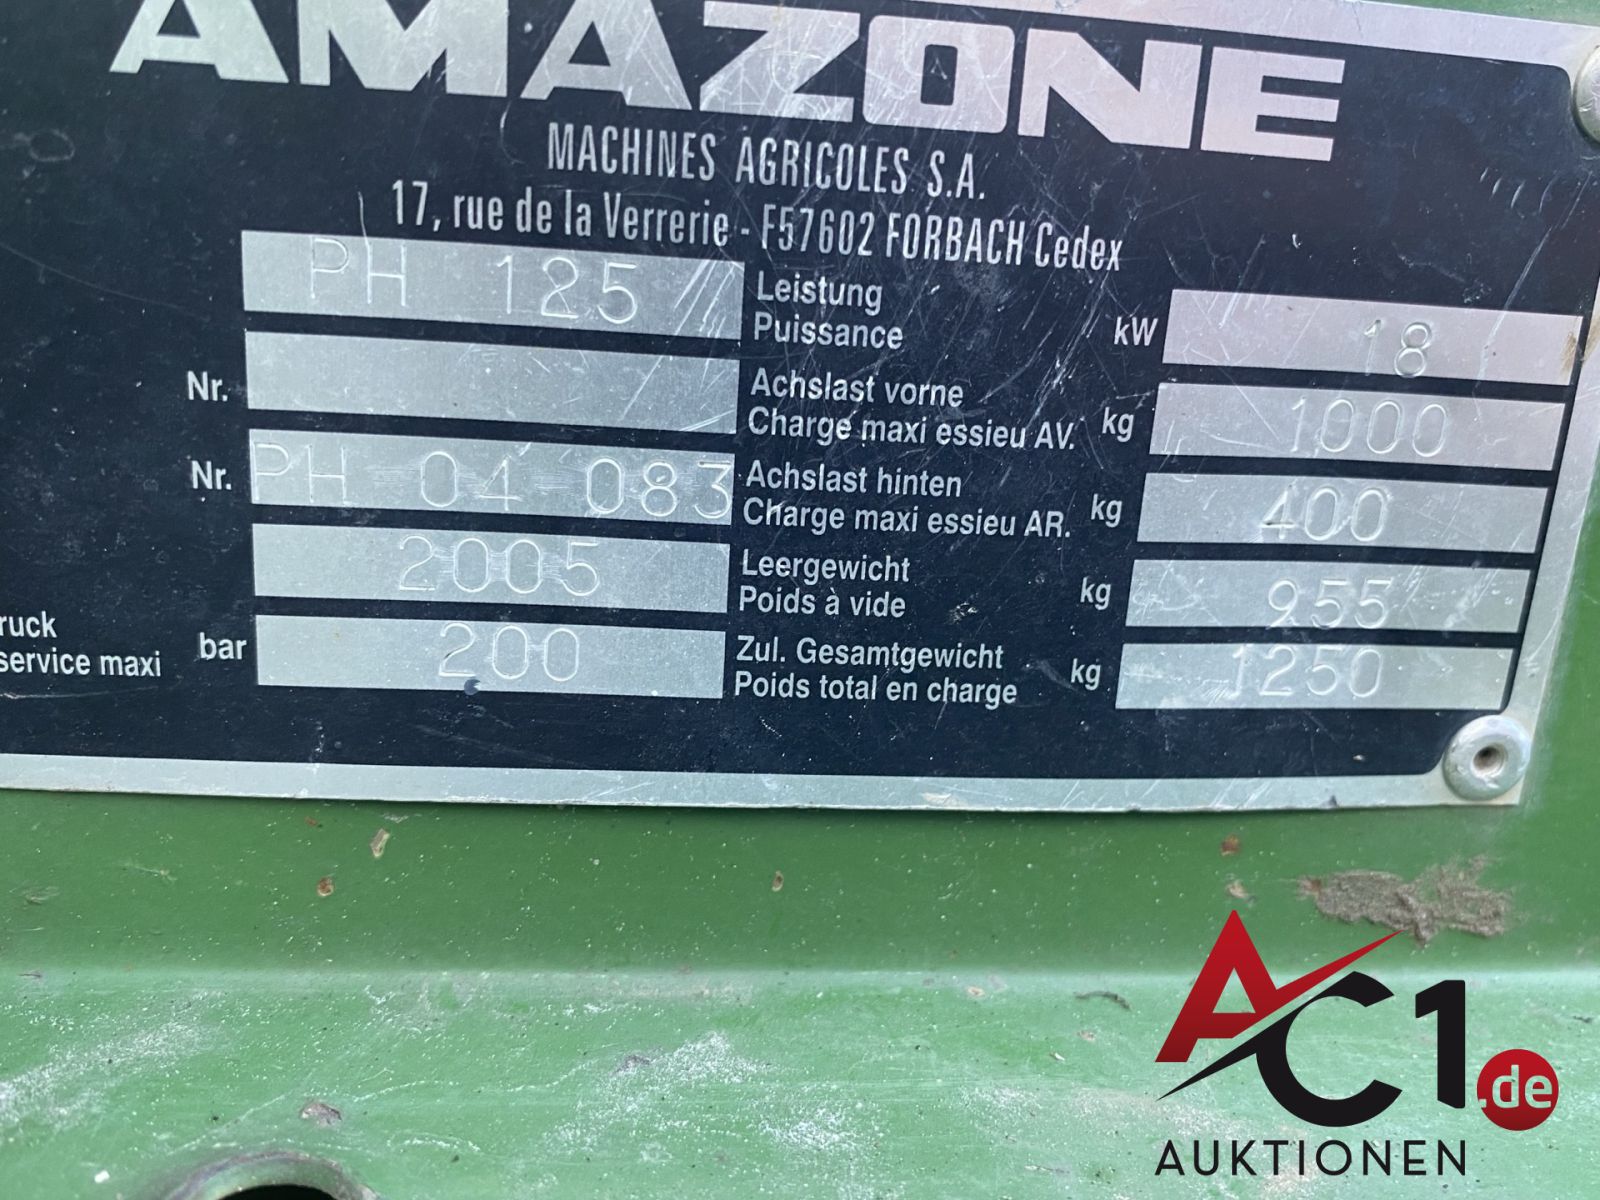 AMAZONE
MACHINES AGRICOLES S.A.
17, rue de la Verrerie - F57602 FORBACH Cedex
PH 125
Leistung
Puissance
kW
18
Nr.
Achslast vorne
Charge maxi essieu AV.
kg
1000
Nr.
PH 04 083
Achslast hinten
Charge maxi essieu AR.
kg
400
2005
Leergewicht
Poids à vide
kg
955
ruck
service maxi
bar
200
Zul. Gesamtgewicht
Poids total en charge
kg
1250
AC1.de
AUKTIONEN